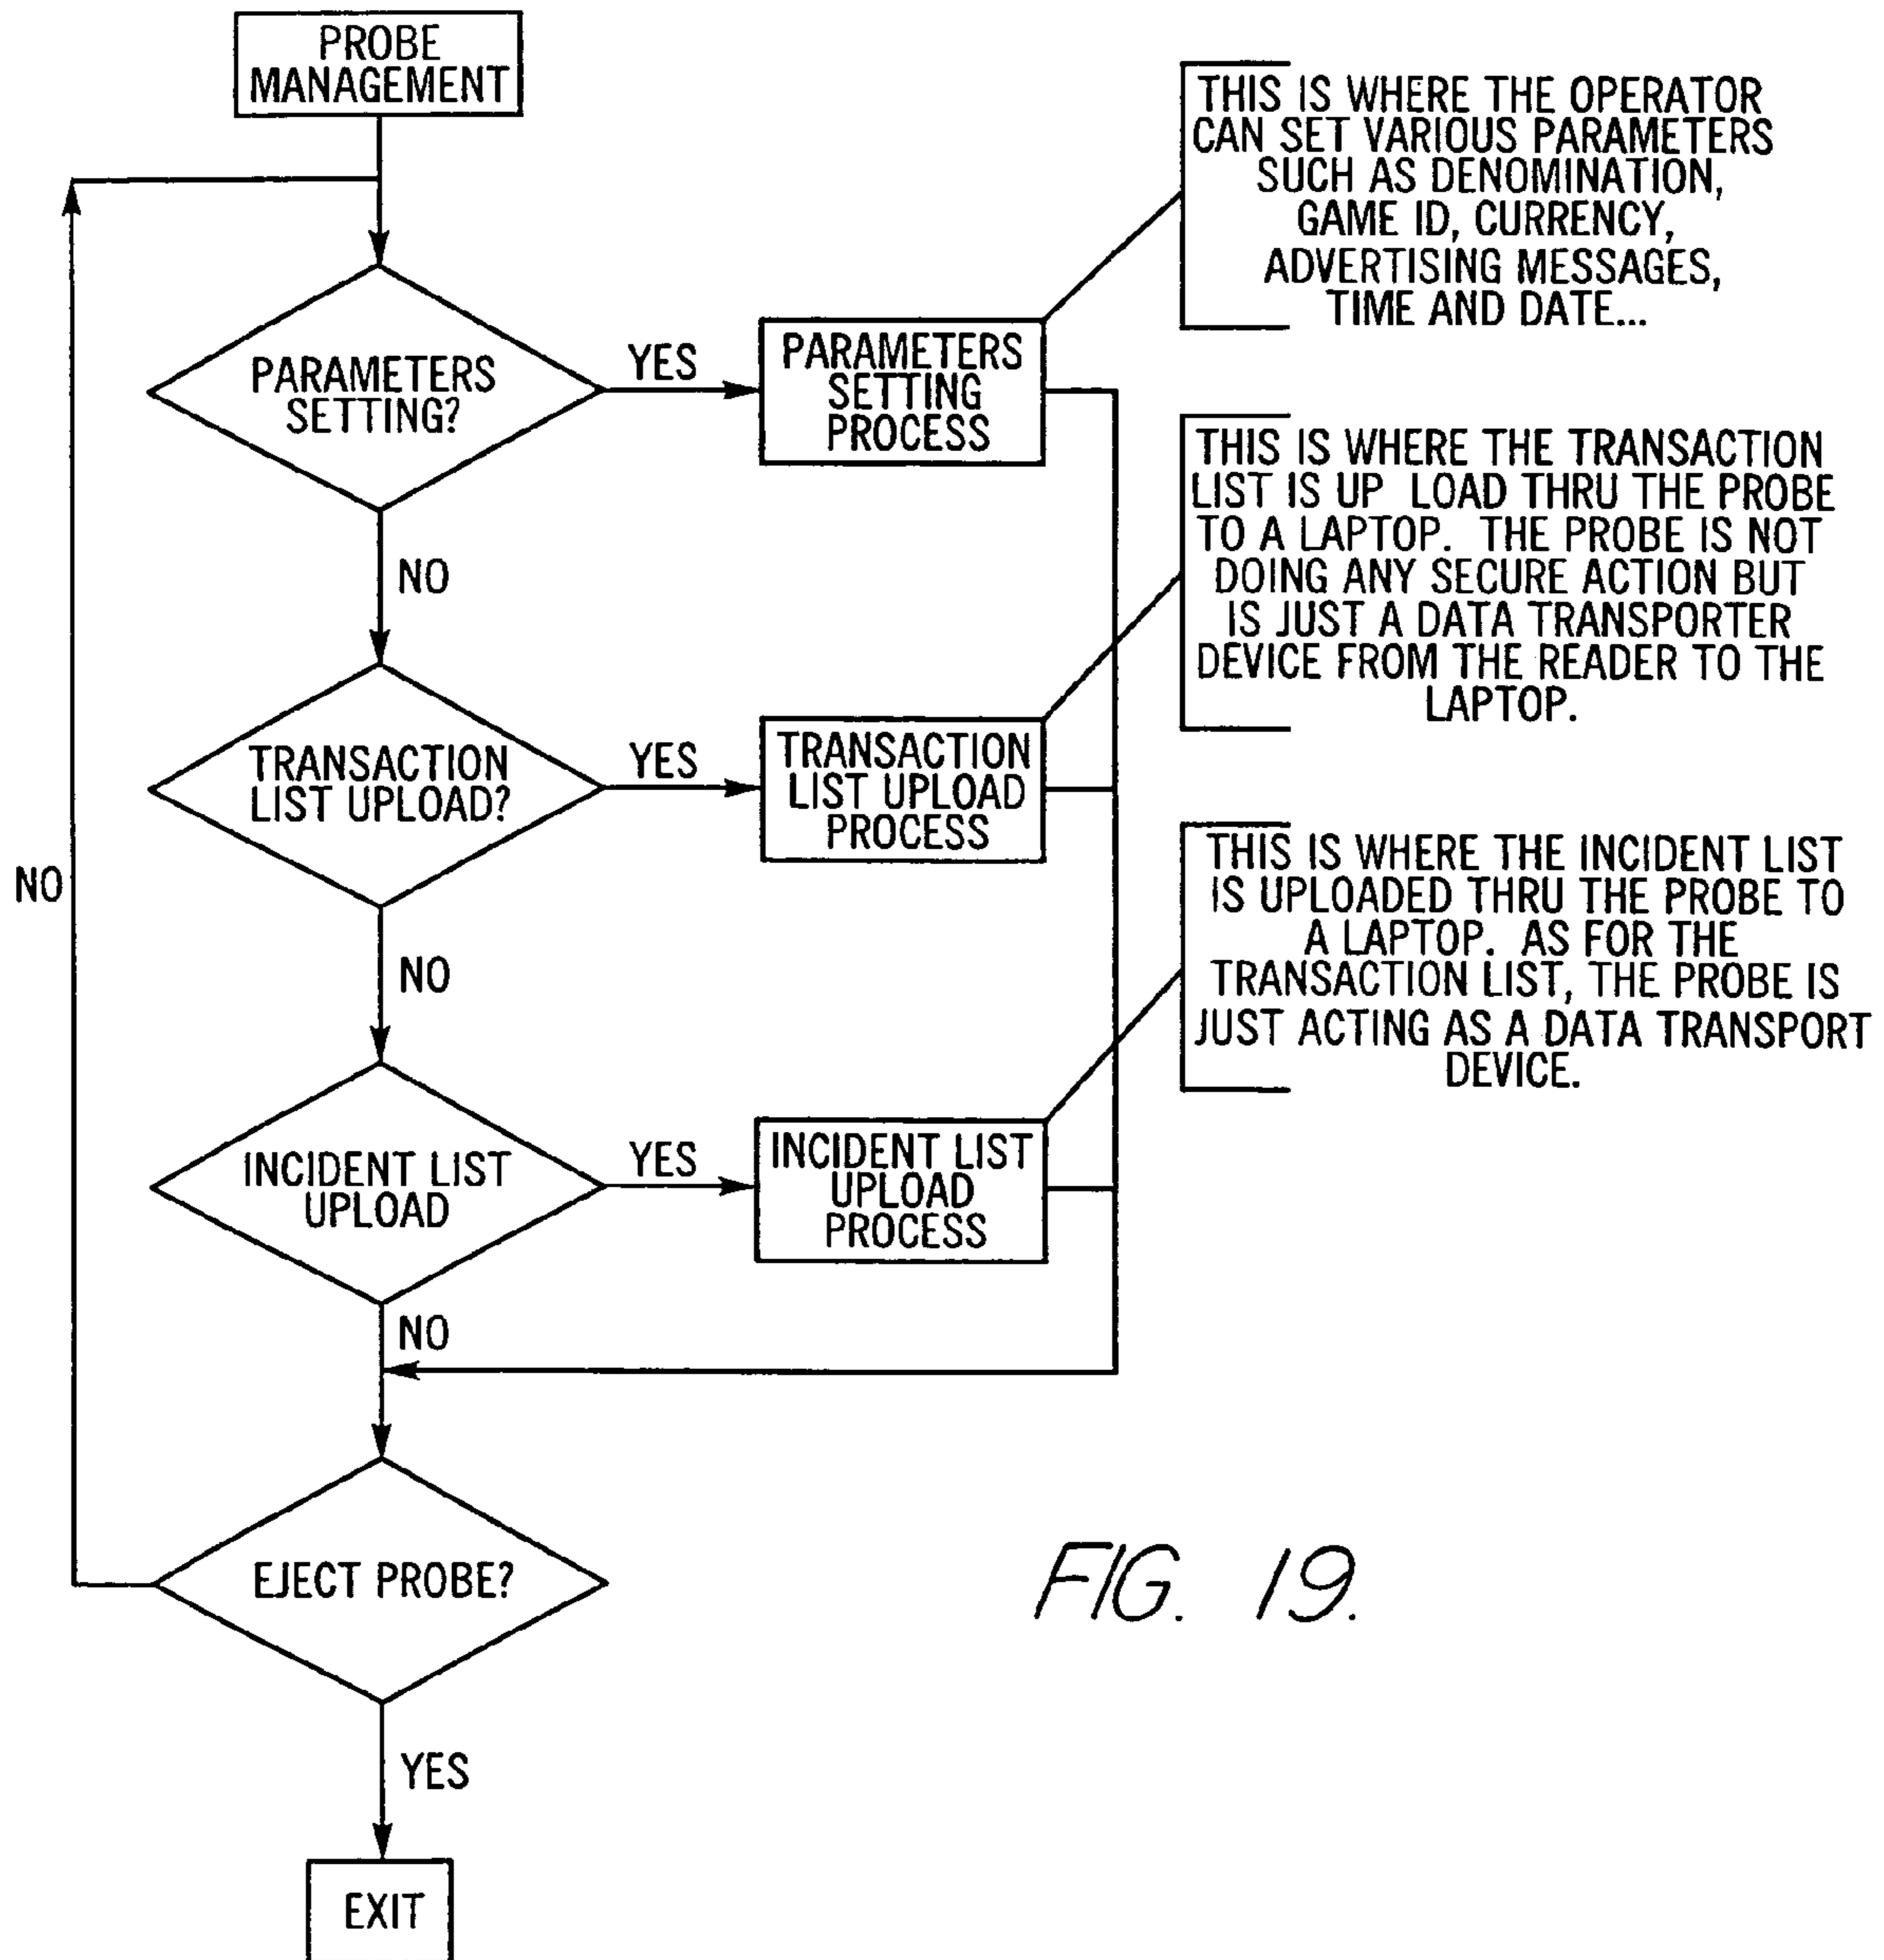 PROBE
MANAGEMENT
THIS IS WHERE THE OPERATOR
CAN SET VARIOUS PARAMETERS
SUCH AS DENOMINATION,
GAME ID, CURRENCY,
ADVERTISING MESSAGES,
TIME AND DATE...
PARAMETERS
SETTING?
YES
PARAMETERS
SETTING
PROCESS
NO
THIS IS WHERE THE TRANSACTION
LIST IS UP LOAD THRU THE PROBE
TO A LAPTOP. THE PROBE IS NOT
DOING ANY SECURE ACTION BUT
IS JUST A DATA TRANSPORTER
DEVICE FROM THE READER TO THE
LAPTOP.
TRANSACTION
LIST UPLOAD?
YES
TRANSACTION
LIST UPLOAD
PROCESS
NO
NO
THIS IS WHERE THE INCIDENT LIST
IS UPLOADED THRU THE PROBE TO
A LAPTOP. AS FOR THE
TRANSACTION LIST, THE PROBE IS
JUST ACTING AS A DATA TRANSPORT
DEVICE.
INCIDENT LIST
UPLOAD
YES
INCIDENT LIST
UPLOAD
PROCESS
NO
EJECT PROBE?
YES
EXIT
FIG. 19.